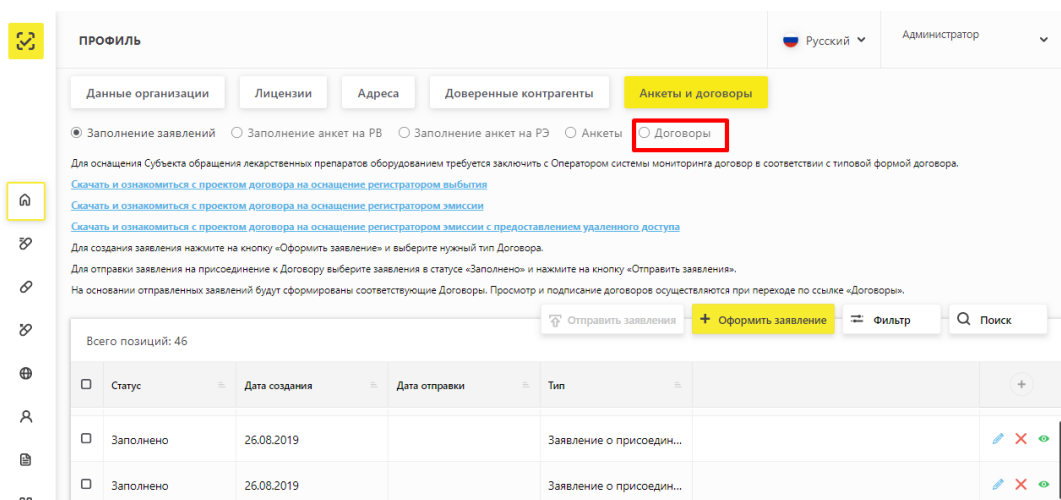 ПРОФИЛЬ
Русский
Администратор
Данные организации
Лицензии
Адреса
Доверенные контрагенты
Анкеты и договоры
Заполнение заявлений
Заполнение анкет на РВ
Заполнение анкет на РЭ
Анкеты
Договоры
Для оснащения Субъекта обращения лекарственных препаратов оборудованием требуется заключить с Оператором системы мониторинга договор в соответствии с типовой формой договора.
Скачать и ознакомиться с проектом договора на оснащение регистратором выбытия
Скачать и ознакомиться с проектом договора на оснащение регистратором эмиссии
Скачать и ознакомиться с проектом договора на оснащение регистратором эмиссии с предоставлением удаленного доступа
Для создания заявления нажмите на кнопку «Оформить заявление» и выберите нужный тип Договора.
Для отправки заявления на присоединение к Договору выберите заявления в статусе «Заполнено» и нажмите на кнопку «Отправить заявления».
На основании отправленных заявлений будут сформированы соответствующие Договоры. Просмотр и подписание договоров осуществляются при переходе по ссылке «Договоры».
Отправить заявления
+ Оформить заявление
Фильтр
Поиск
Всего позиций: 46
Статус
Дата создания
Дата отправки
Тип
Заполнено
26.08.2019
Заявление о присоедин...
Заполнено
26.08.2019
Заявление о присоедин...